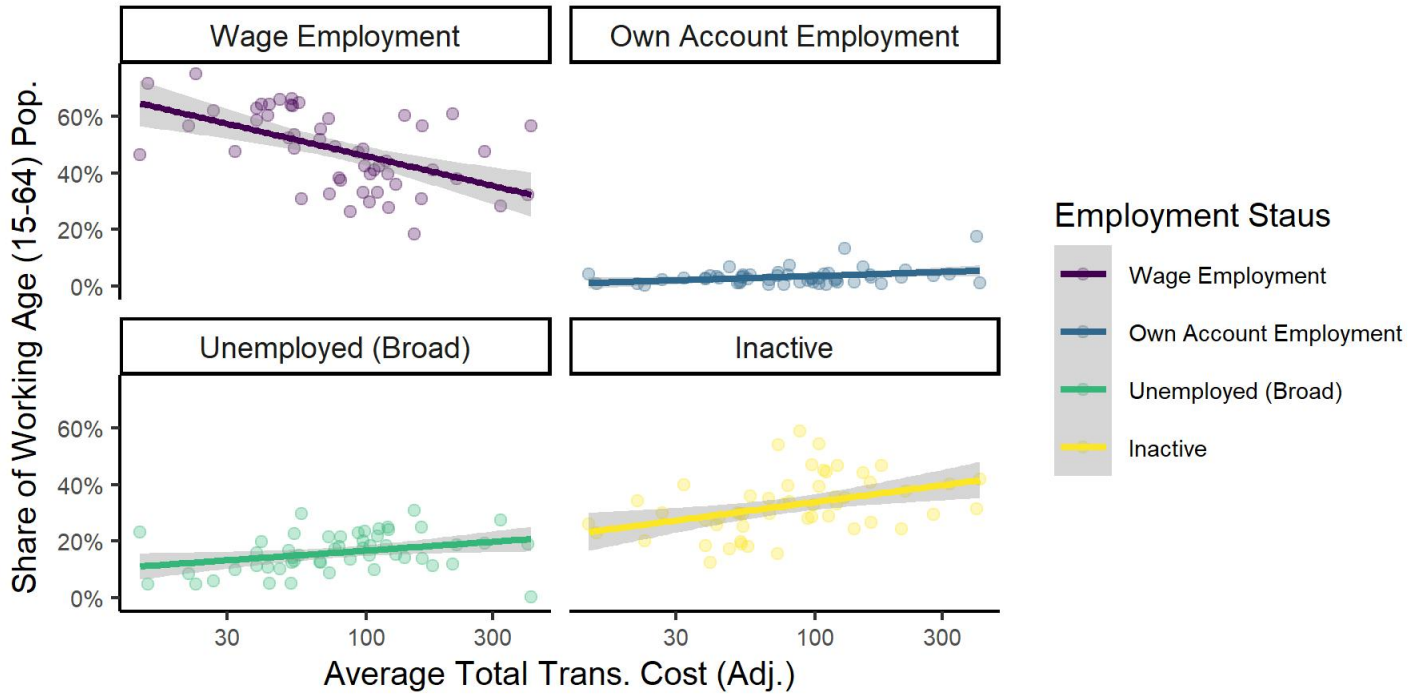 Wage Employment
Own Account Employment
Share of Working Age (15-64) Pop.
60%
40%
20%
0%
Unemployed (Broad)
Inactive
60%
40%
20%
0%
30
100
300
30
100
300
Average Total Trans. Cost (Adj.)
Employment Staus
Wage Employment
Own Account Employment
Unemployed (Broad)
Inactive